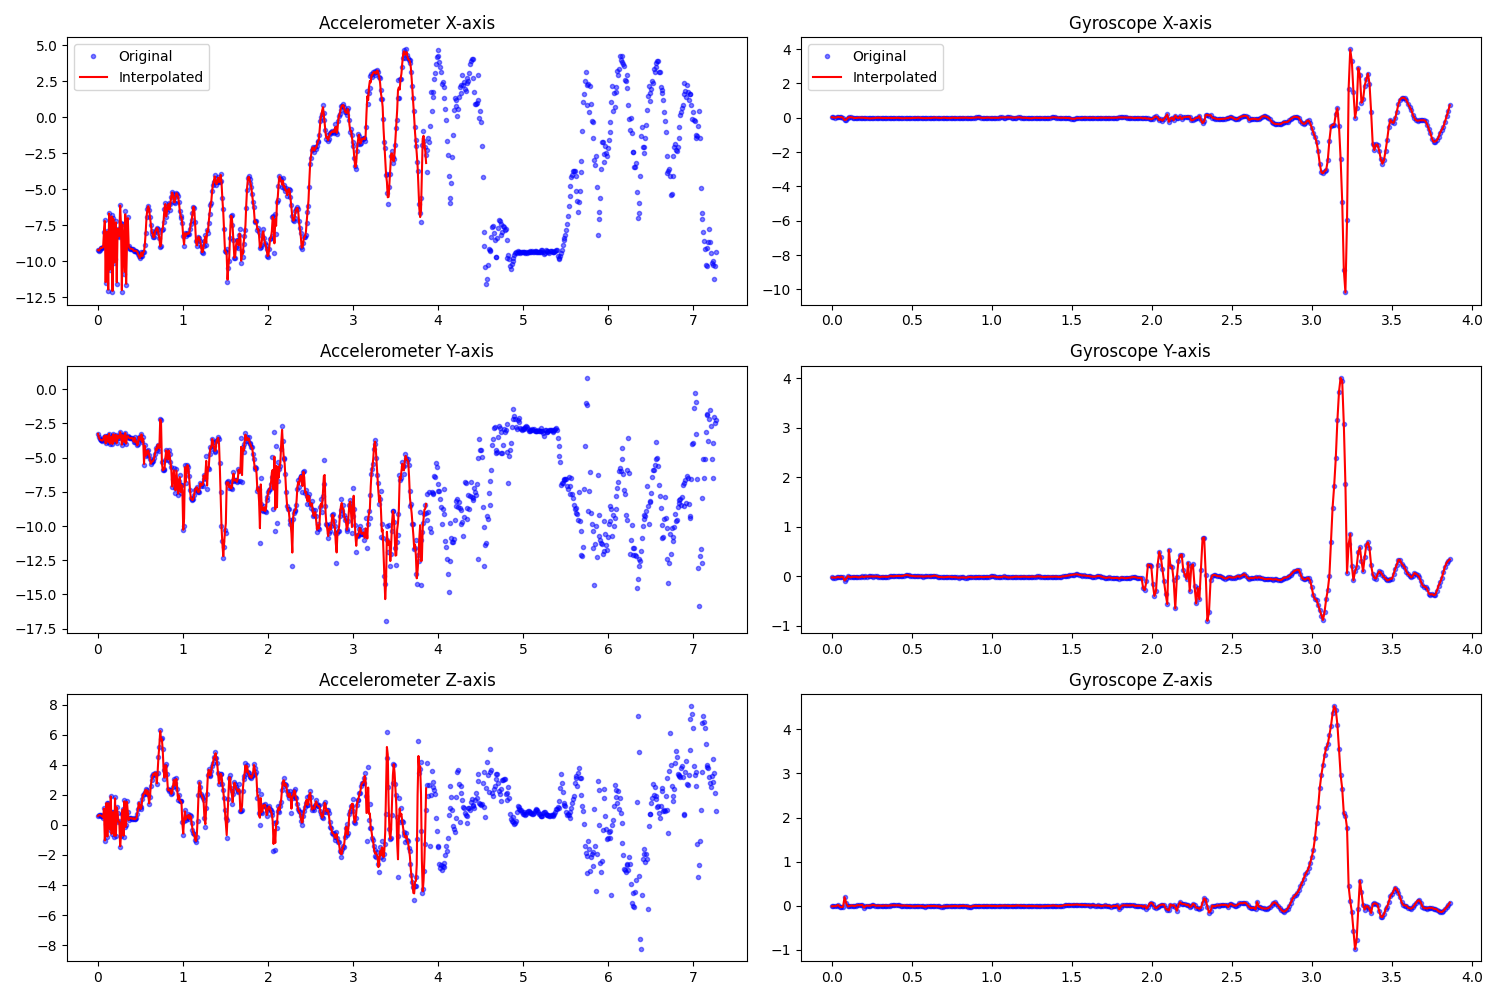 Accelerometer X-axis
5.0
2.5
0.0
−2.5
−5.0
−7.5
−10.0
−12.5
Original
Interpolated
0 1 2 3 4 5 6 7
Gyroscope X-axis
4
2
0
−2
−4
−6
−8
−10
Original
Interpolated
0.0 0.5 1.0 1.5 2.0 2.5 3.0 3.5 4.0
Accelerometer Y-axis
0.0
−2.5
−5.0
−7.5
−10.0
−12.5
−15.0
−17.5
0 1 2 3 4 5 6 7
Gyroscope Y-axis
4
3
2
1
0
−1
0.0 0.5 1.0 1.5 2.0 2.5 3.0 3.5 4.0
Accelerometer Z-axis
8
6
4
2
0
−2
−4
−6
−8
0 1 2 3 4 5 6 7
Gyroscope Z-axis
4
3
2
1
0
−1
0.0 0.5 1.0 1.5 2.0 2.5 3.0 3.5 4.0